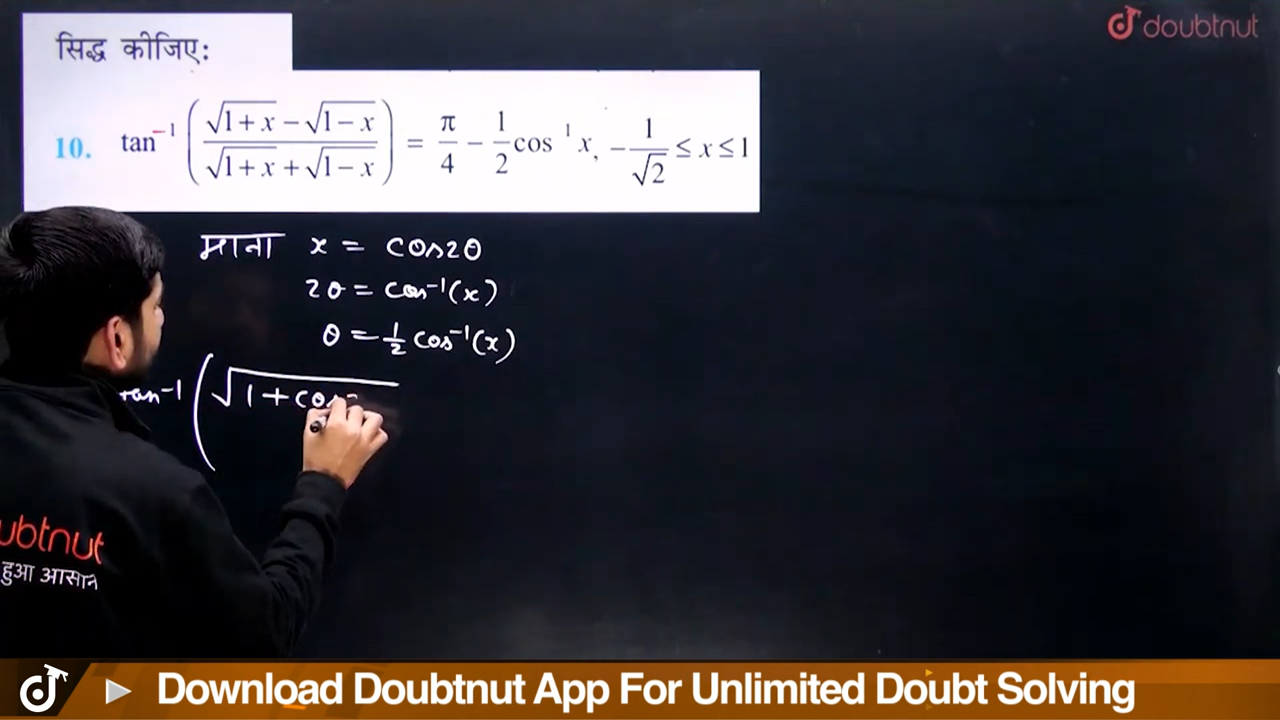 doubtnut
सिद्ध कीजिए:
10. tan⁻¹ ( (√1+x − √1−x) / (√1+x + √1−x) ) = π/4 − 1/2 cos ¹x, −1/√2 ≤ x ≤ 1
माना x = cos2θ
2θ = cos⁻¹(x)
θ = 1/2 cos⁻¹(x)
tan⁻¹ ( √1+cos
ubtnut
हुआ आसान
Download Doubtnut App For Unlimited Doubt Solving